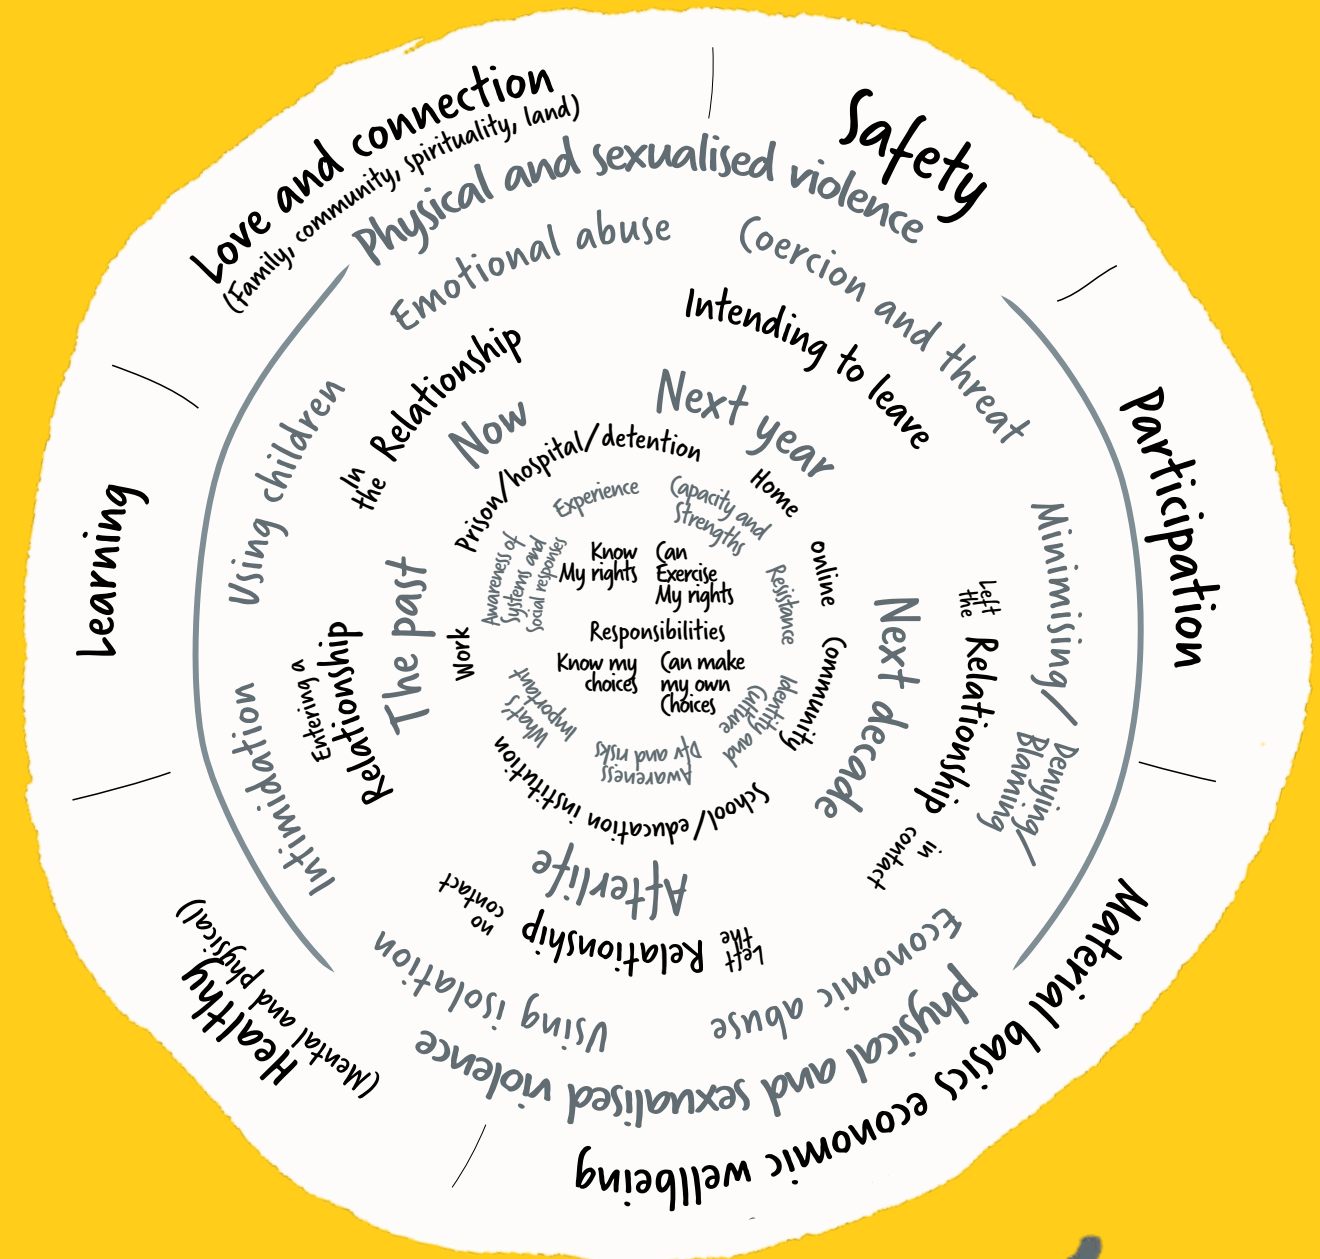 Love and connection
(Family, community, spirituality, land)
Safety
Participation
Material basics economic wellbeing
Healthy
(Mental and physical)
Learning
Physical and sexualised violence
physical and sexualised violence
Emotional abuse
Coercion and threat
Minimising/
Denying/
Blaming
Economic abuse
Using isolation
Intimidation
Using children
In
the
Relationship
Intending to leave
Left
the
Relationship
in
contact
Left
the
Relationship
no
contact
Entering a
Relationship
Now
Next year
Next decade
Afterlife
The past
Prison/hospital/detention
Home
online
Community
School/education institution
Work
Experience
Capacity and
Strengths
Resistance
Identity and
Culture
Awareness
Dfv and risks
What's
Important
Awareness of
Systems and
Social responses
Know
My rights
Can
Exercise
My rights
Responsibilities
Know my
choices
Can make
my own
Choices